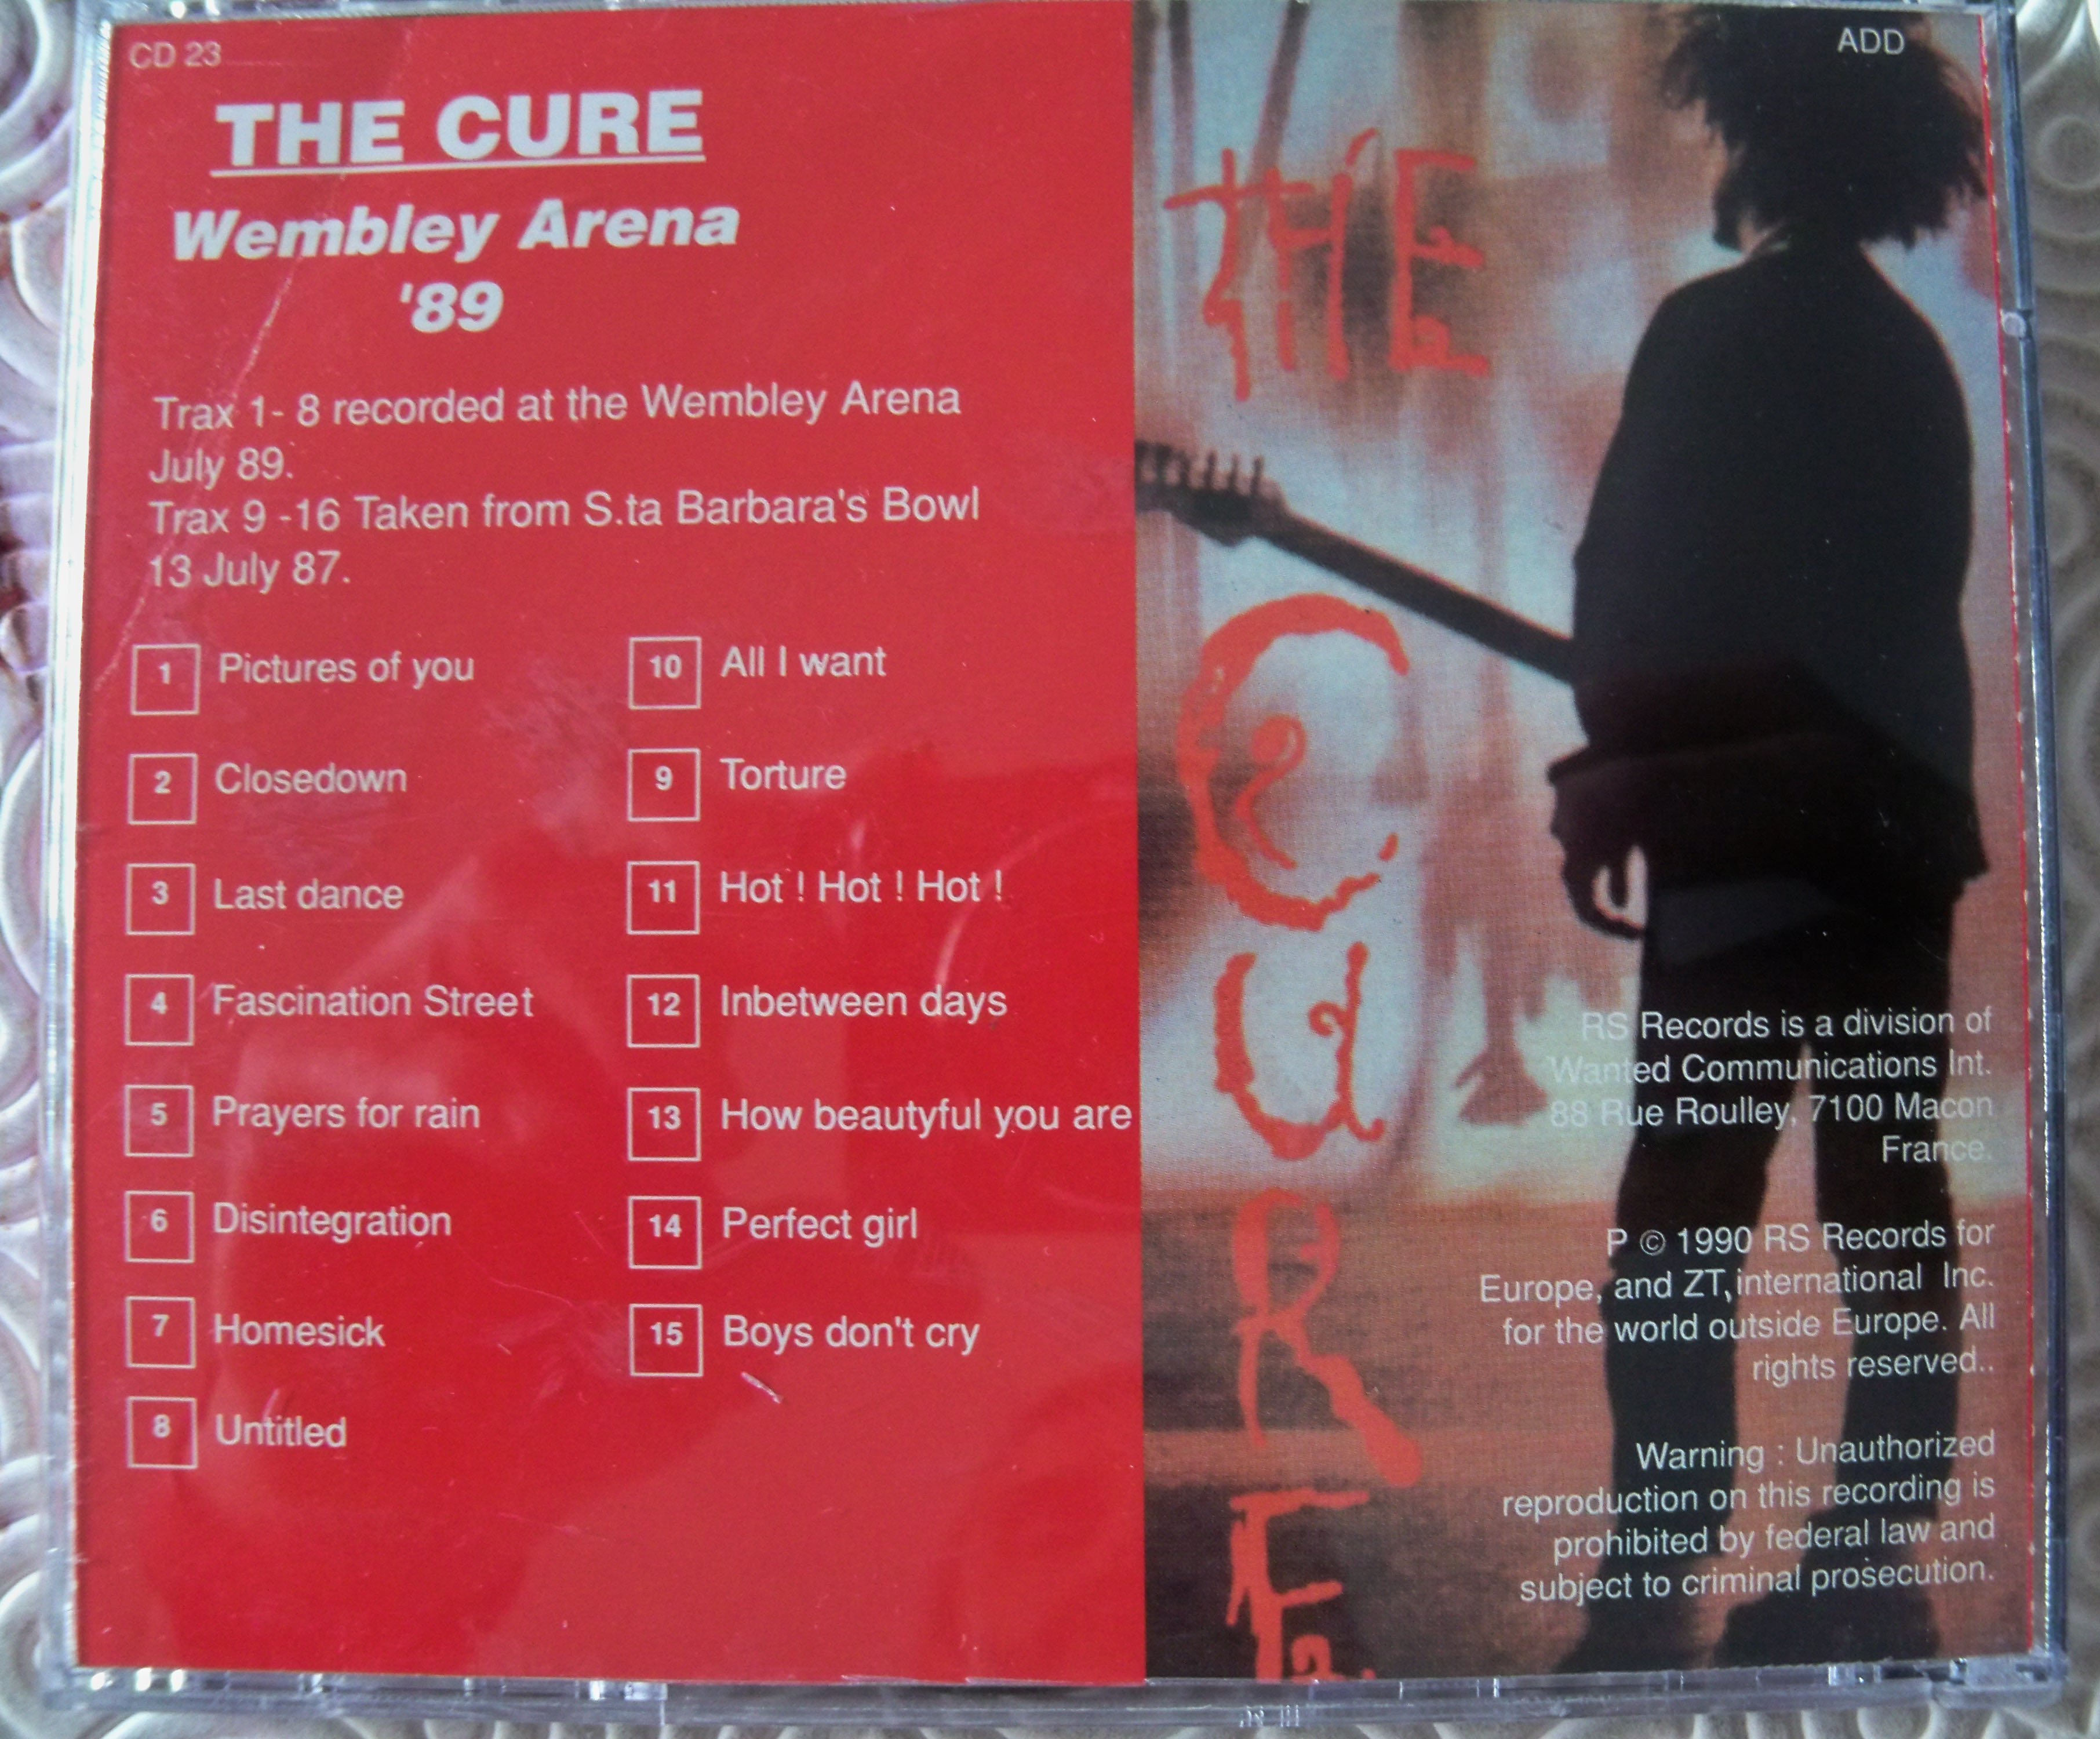 CD 23
THE CURE
Wembley Arena
'89
Trax 1- 8 recorded at the Wembley Arena
July 89.
Trax 9 -16 Taken from S.ta Barbara's Bowl
13 July 87.
1 Pictures of you
2 Closedown
3 Last dance
4 Fascination Street
5 Prayers for rain
6 Disintegration
7 Homesick
8 Untitled
10 All I want
9 Torture
11 Hot ! Hot ! Hot !
12 Inbetween days
13 How beautyful you are
14 Perfect girl
15 Boys don't cry
ADD
THE
CURE
RS Records is a division of
Wanted Communications Int.
88 Rue Roulley, 7100 Macon
France.
P © 1990 RS Records for
Europe, and ZT,international Inc.
for the world outside Europe. All
rights reserved..
Warning : Unauthorized
reproduction on this recording is
prohibited by federal law and
subject to criminal prosecution.